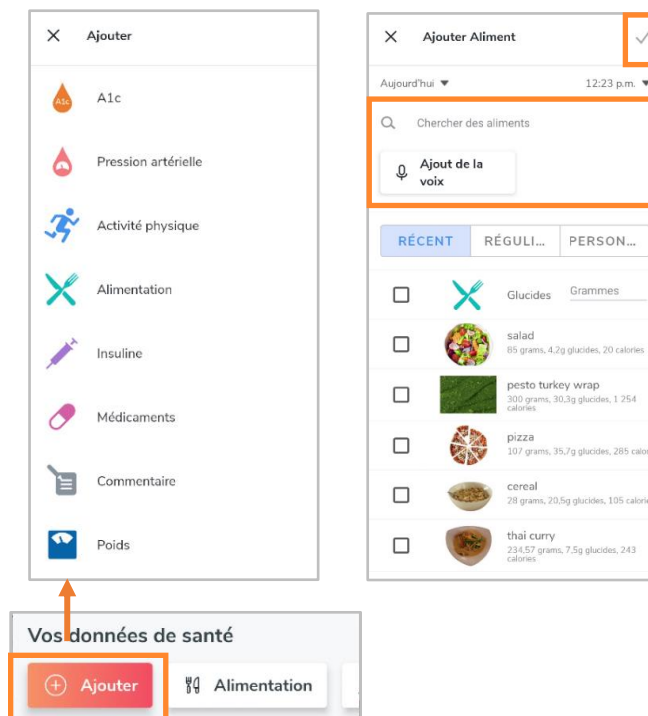 Ajouter
A1c
A1c
Pression artérielle
Activité physique
Alimentation
Insuline
Médicaments
Commentaire
Poids
Vos données de santé
Ajouter
Alimentation
Ajouter Aliment
Aujourd'hui
12:23 p.m.
Chercher des aliments
Ajout de la
voix
RÉCENT RÉGULI... PERSON...
Glucides Grammes
salad
85 grams, 4,2g glucides, 20 calories
pesto turkey wrap
300 grams, 30,3g glucides, 1 254
calories
pizza
107 grams, 35,7g glucides, 285 calor
cereal
28 grams, 20,5g glucides, 105 calorie
thai curry
234,57 grams, 7,5g glucides, 243
calories